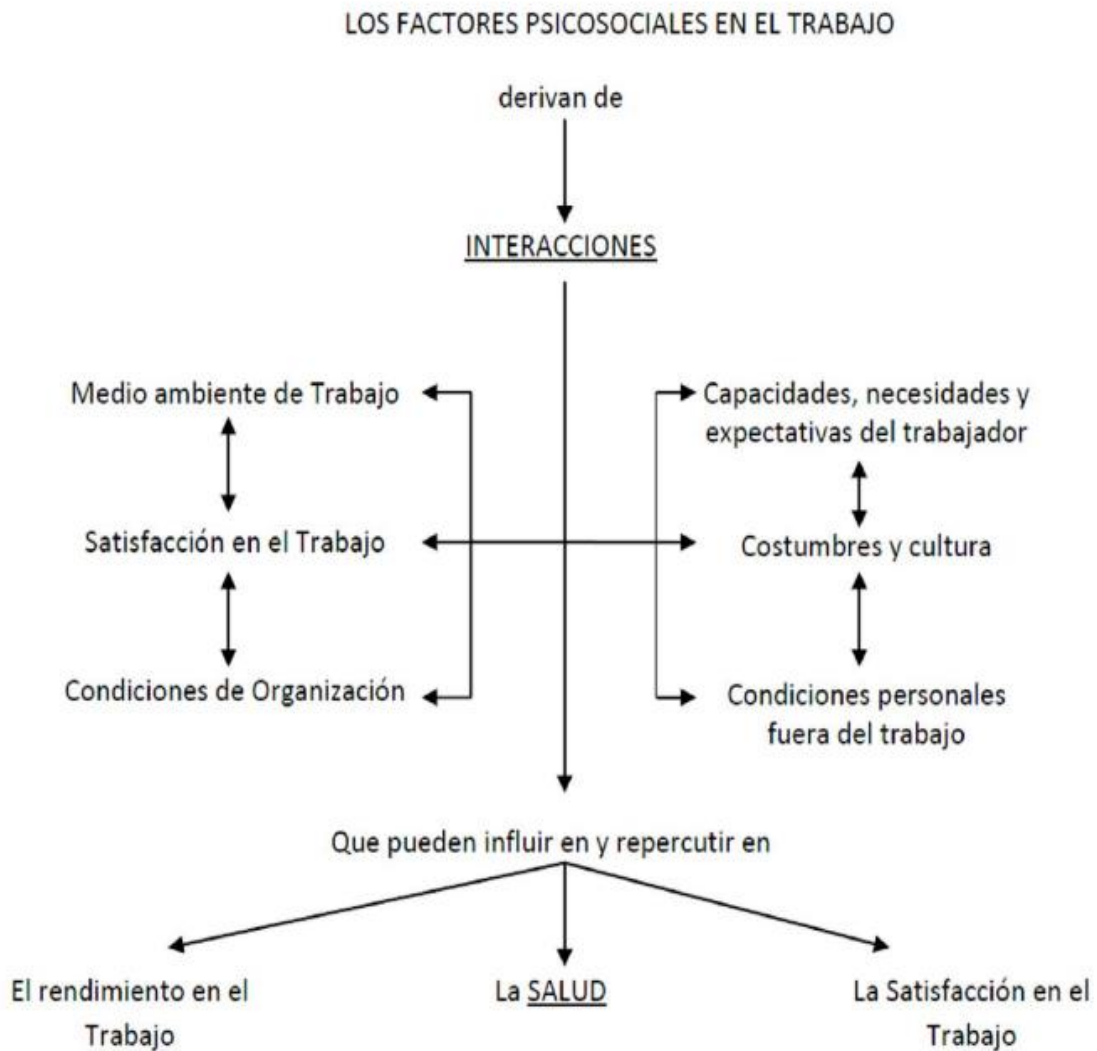 LOS FACTORES PSICOSOCIALES EN EL TRABAJO
derivan de
INTERACCIONES
Medio ambiente de Trabajo
Satisfacción en el Trabajo
Condiciones de Organización
Capacidades, necesidades y
expectativas del trabajador
Costumbres y cultura
Condiciones personales
fuera del trabajo
Que pueden influir en y repercutir en
El rendimiento en el
Trabajo
La SALUD
La Satisfacción en el
Trabajo